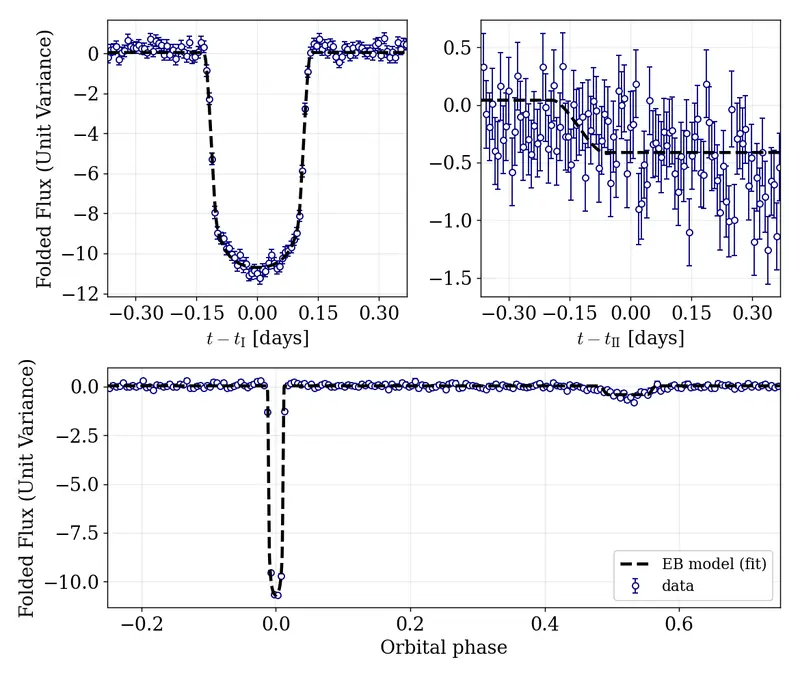 Folded Flux (Unit Variance)
0
−2
−4
−6
−8
−10
−12
−0.30 −0.15 0.00 0.15 0.30
t − tI [days]
0.5
0.0
−0.5
−1.0
−1.5
−0.30 −0.15 0.00 0.15 0.30
t − tII [days]
Folded Flux (Unit Variance)
0.0
−2.5
−5.0
−7.5
−10.0
−0.2 0.0 0.2 0.4 0.6
Orbital phase
EB model (fit)
data